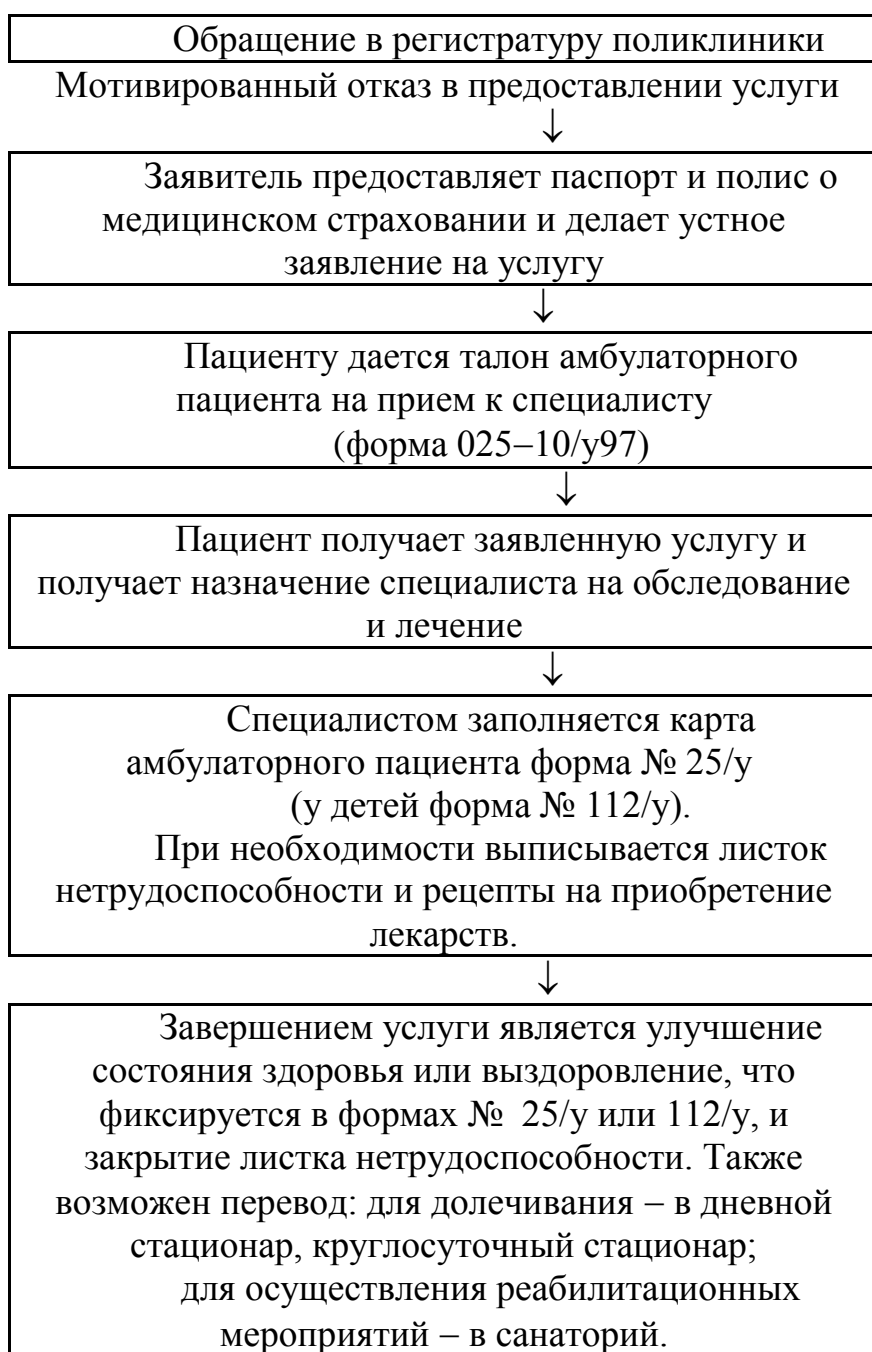 Обращение в регистратуру поликлиники
Мотивированный отказ в предоставлении услуги
↓
Заявитель предоставляет паспорт и полис о
медицинском страховании и делает устное
заявление на услугу
↓
Пациенту дается талон амбулаторного
пациента на прием к специалисту
(форма 025–10/у97)
↓
Пациент получает заявленную услугу и
получает назначение специалиста на обследование
и лечение
↓
Специалистом заполняется карта
амбулаторного пациента форма № 25/у
(у детей форма № 112/у).
При необходимости выписывается листок
нетрудоспособности и рецепты на приобретение
лекарств.
↓
Завершением услуги является улучшение
состояния здоровья или выздоровление, что
фиксируется в формах № 25/у или 112/у, и
закрытие листка нетрудоспособности. Также
возможен перевод: для долечивания – в дневной
стационар, круглосуточный стационар;
для осуществления реабилитационных
мероприятий – в санаторий.